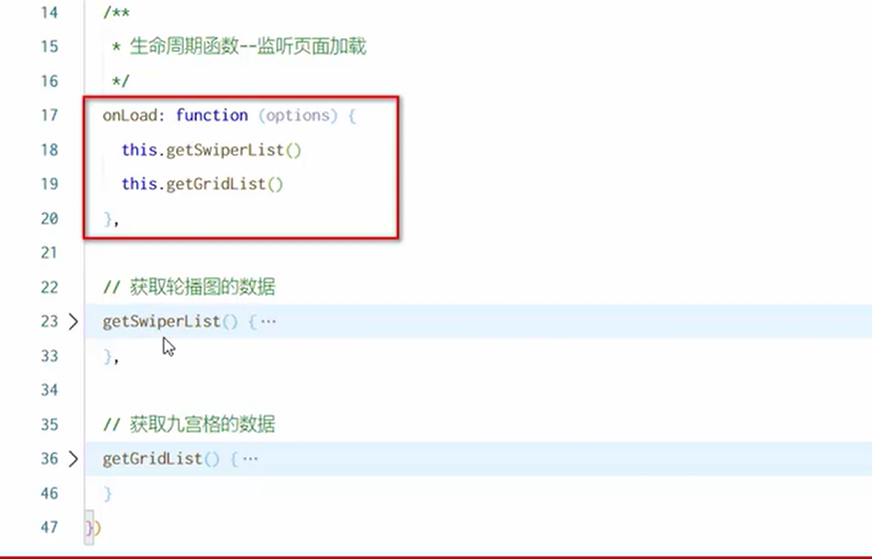 14 /**
15 * 生命周期函数--监听页面加载
16 */
17 onLoad: function (options) {
18 this.getSwiperList()
19 this.getGridList()
20 },
21
22 // 获取轮播图的数据
23 getSwiperList() {···
33 },
34
35 // 获取九宫格的数据
36 getGridList() {···
46 }
47 })